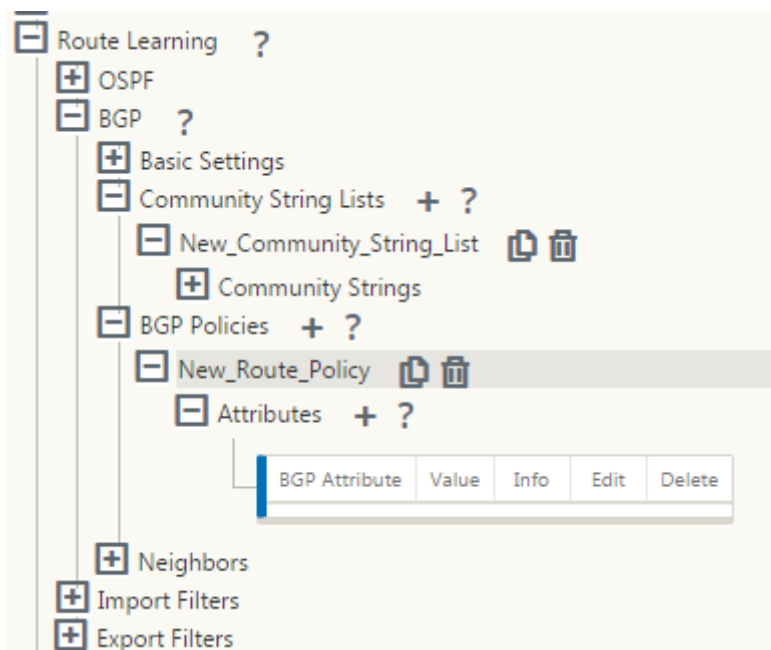 Route Learning ?
OSPF
BGP ?
Basic Settings
Community String Lists + ?
New_Community_String_List
Community Strings
BGP Policies + ?
New_Route_Policy
Attributes + ?
BGP Attribute Value Info Edit Delete
Neighbors
Import Filters
Export Filters